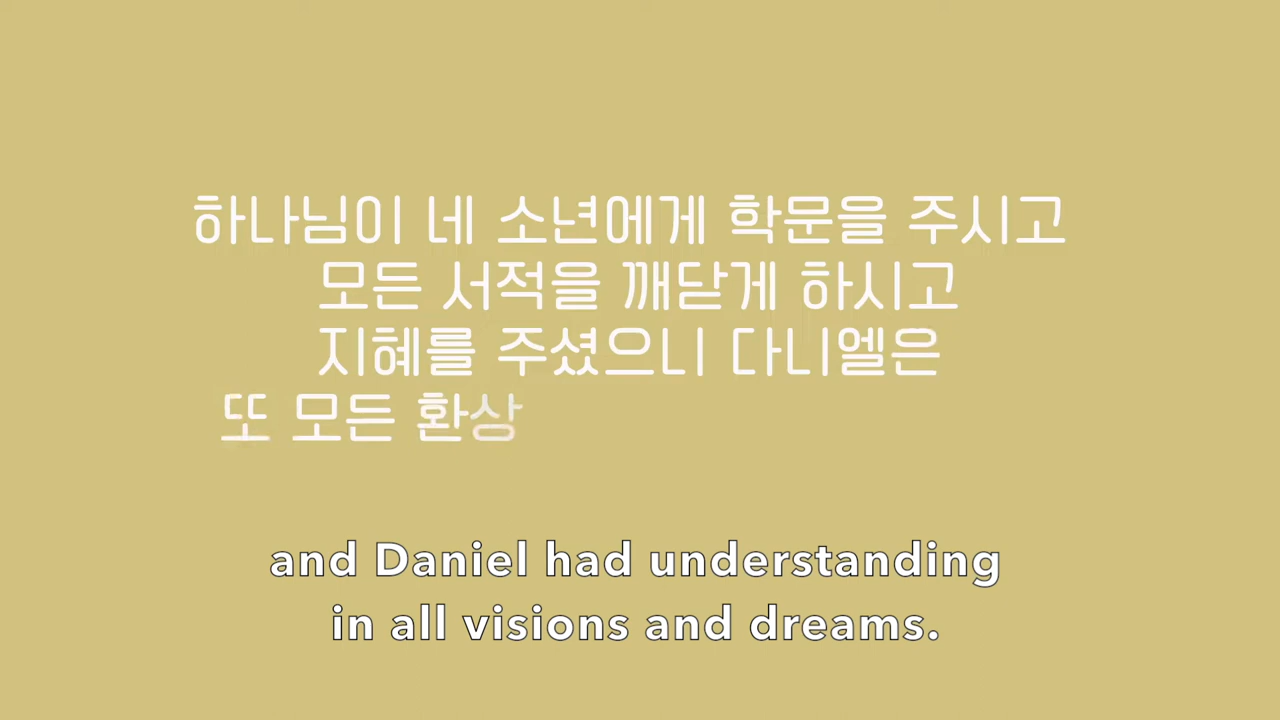 하나님이 네 소년에게 학문을 주시고
모든 서적을 깨닫게 하시고
지혜를 주셨으니 다니엘은
또 모든 환상
and Daniel had understanding
in all visions and dreams.